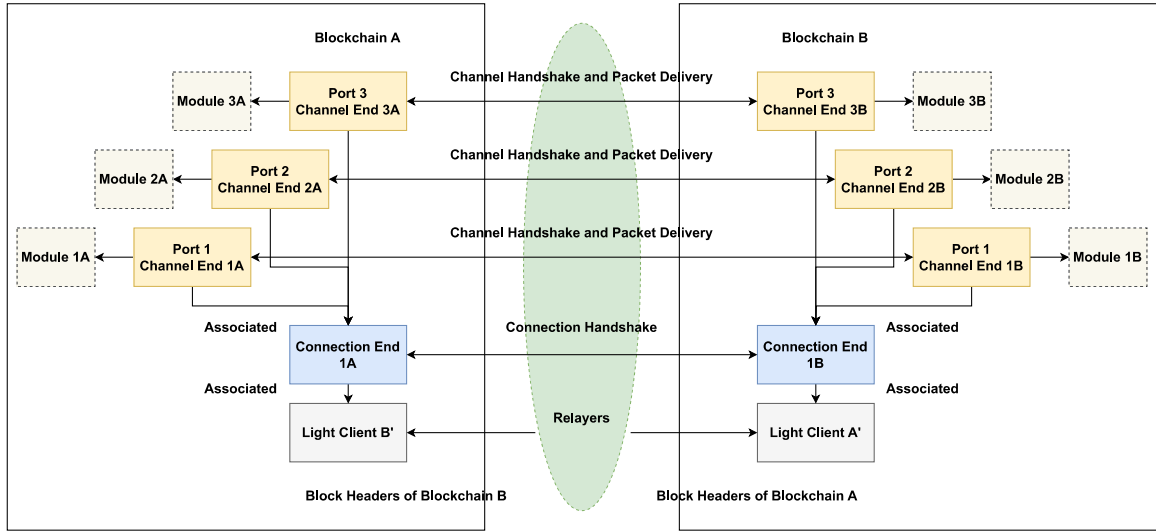 Blockchain A
Blockchain B
Port 3
Channel End 3A
Module 3A
Channel Handshake and Packet Delivery
Port 3
Channel End 3B
Module 3B
Port 2
Channel End 2A
Module 2A
Channel Handshake and Packet Delivery
Port 2
Channel End 2B
Module 2B
Port 1
Channel End 1A
Module 1A
Channel Handshake and Packet Delivery
Port 1
Channel End 1B
Module 1B
Associated
Connection Handshake
Associated
Connection End
1A
Connection End
1B
Associated
Associated
Light Client B'
Relayers
Light Client A'
Block Headers of Blockchain B
Block Headers of Blockchain A